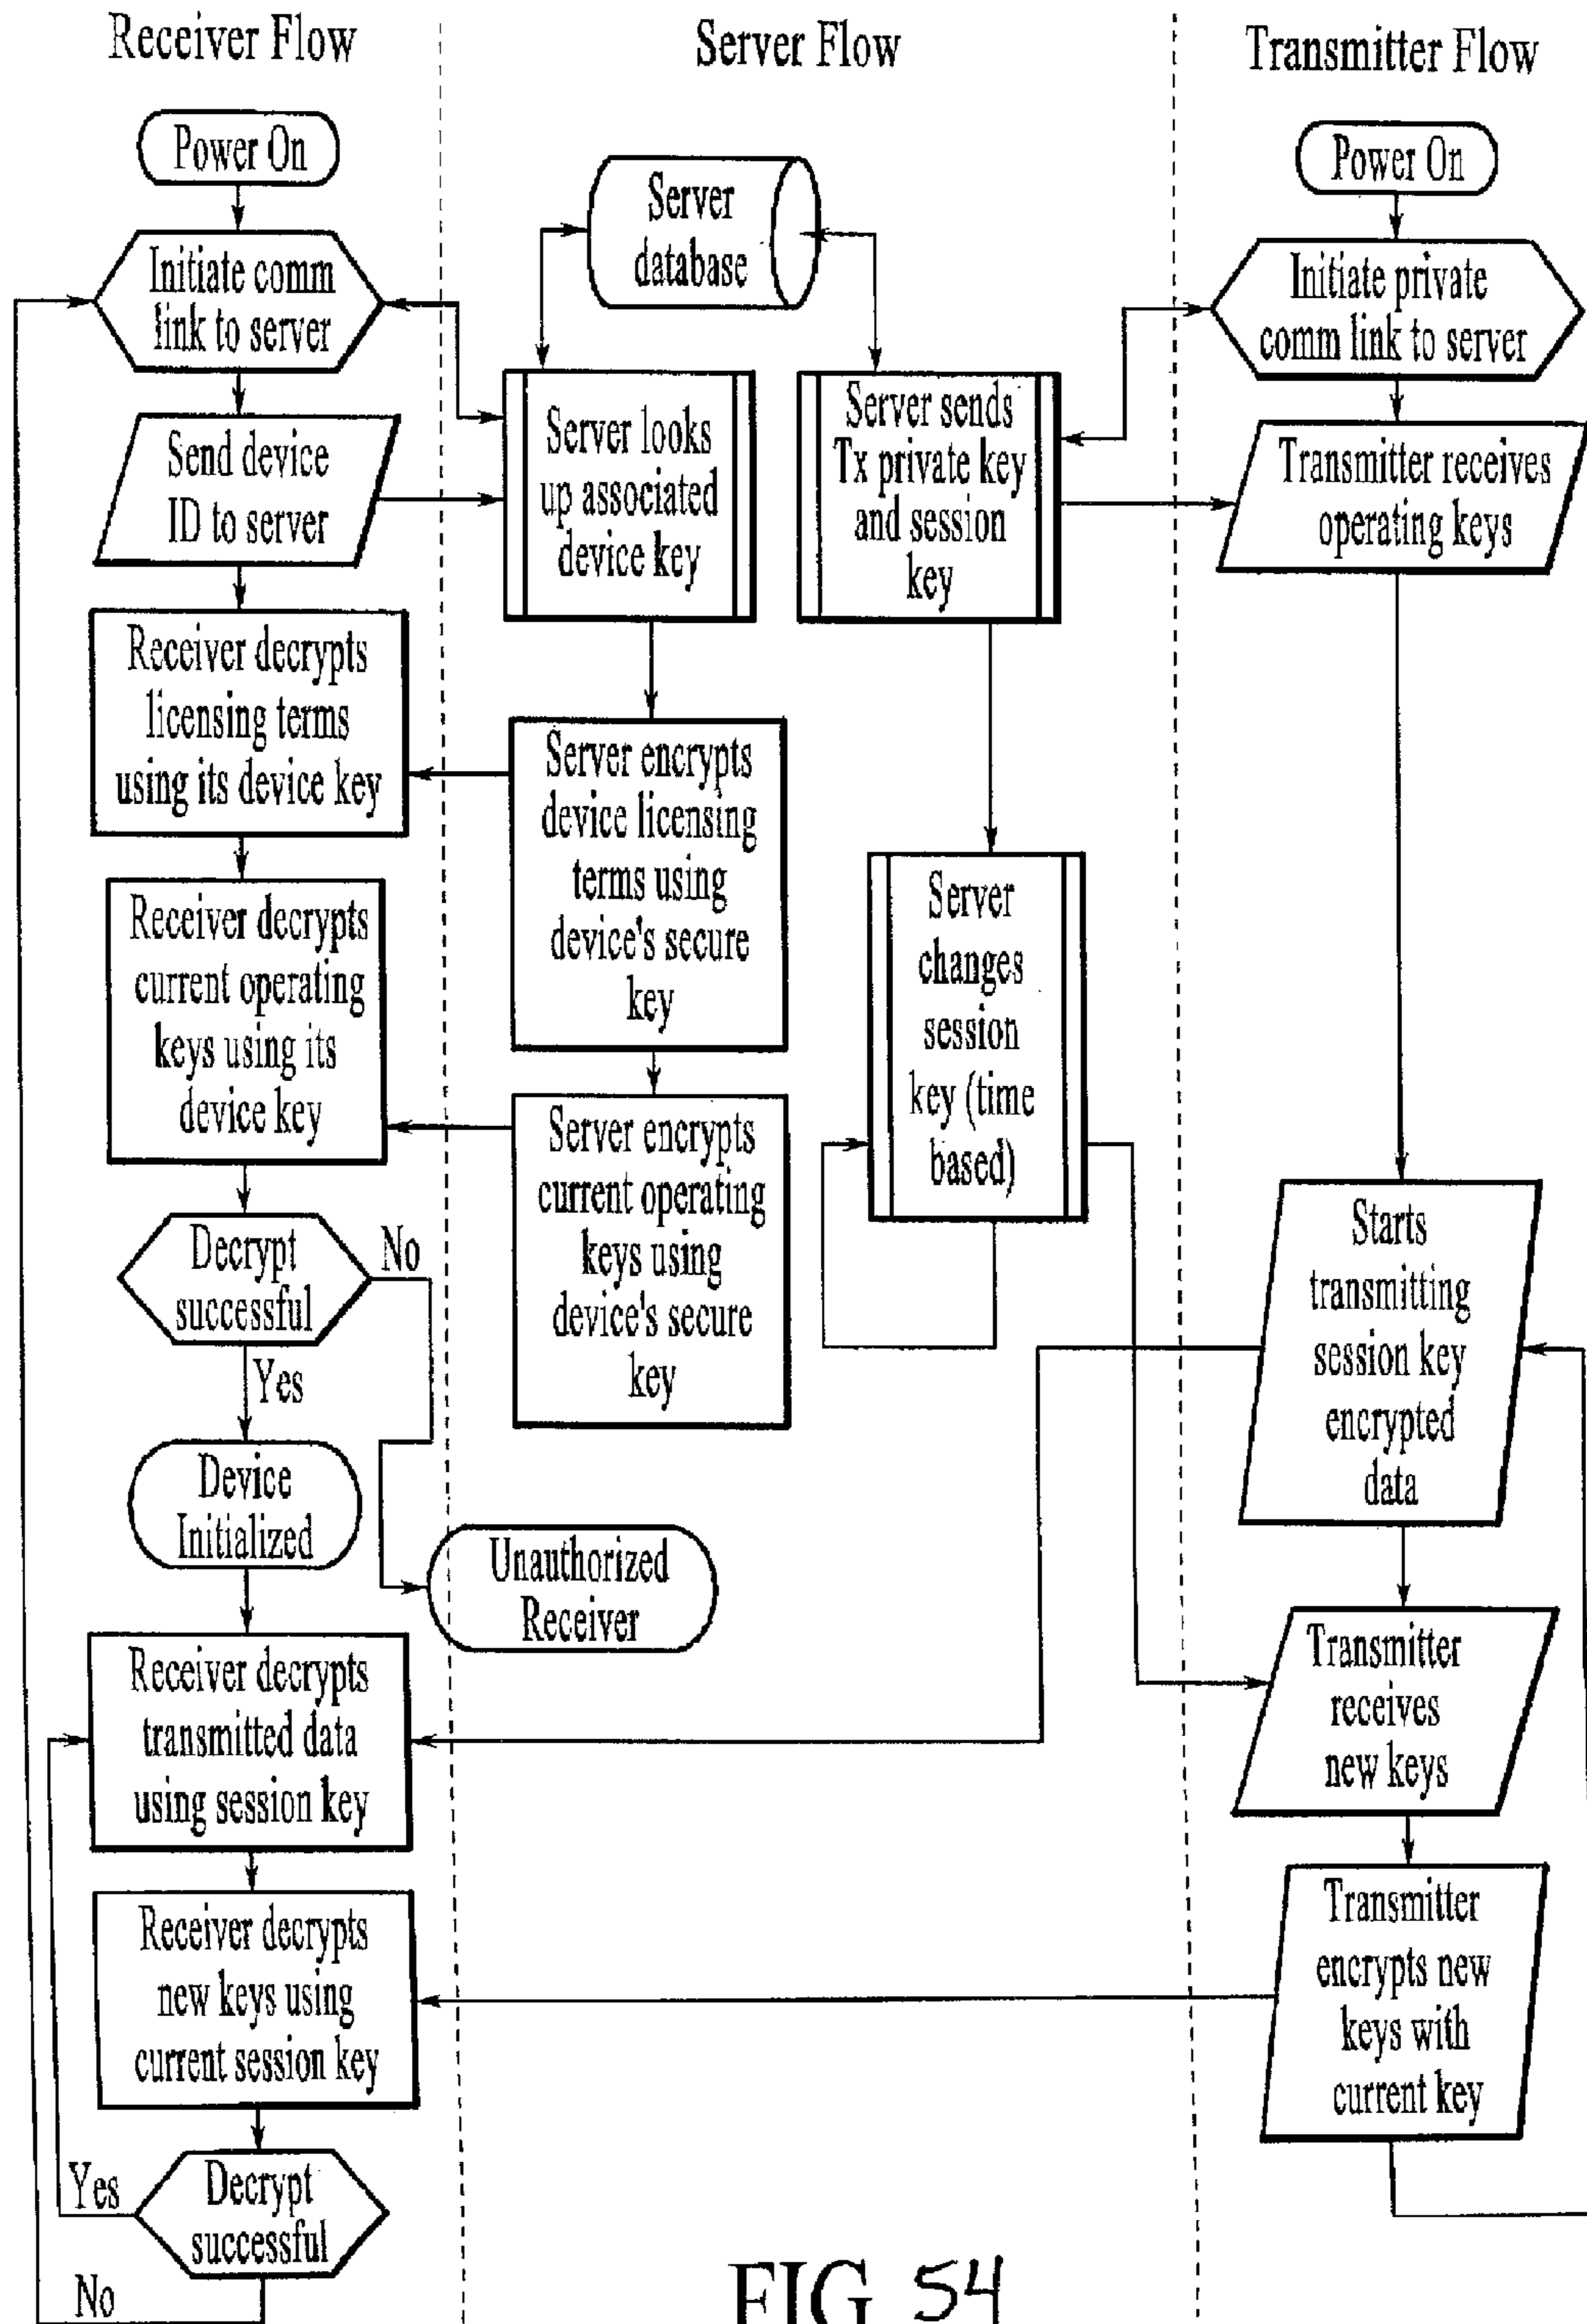 Receiver Flow
Server Flow
Transmitter Flow
Power On
Initiate comm
link to server
Send device
ID to server
Receiver decrypts
licensing terms
using its device key
Receiver decrypts
current operating
keys using its
device key
Decrypt
successful
No
Yes
Device
Initialized
Unauthorized
Receiver
Receiver decrypts
transmitted data
using session key
Receiver decrypts
new keys using
current session key
Decrypt
successful
Yes
No
Server
database
Server looks
up associated
device key
Server encrypts
device licensing
terms using
device's secure
key
Server encrypts
current operating
keys using
device's secure
key
Server sends
Tx private key
and session
key
Server
changes
session
key (time
based)
Power On
Initiate private
comm link to server
Transmitter receives
operating keys
Starts
transmitting
session key
encrypted
data
Transmitter
receives
new keys
Transmitter
encrypts new
keys with
current key
FIG 54